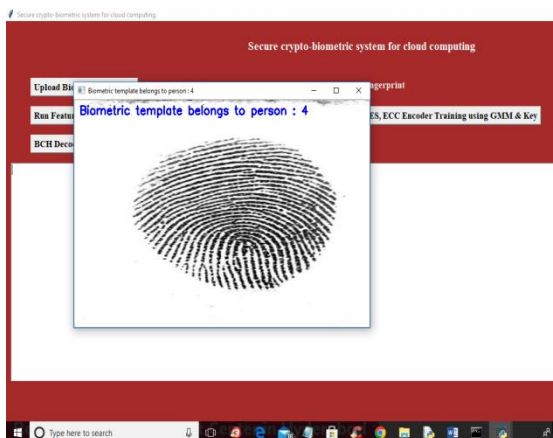 Secure crypto-biometric system for cloud computing
Secure crypto-biometric system for cloud computing
Upload Bio
Biometric template belongs to person : 4
ngerprint
Biometric template belongs to person : 4
Run Featu
ES, ECC Encoder Training using GMM & Key
BCH Decod
Type here to search